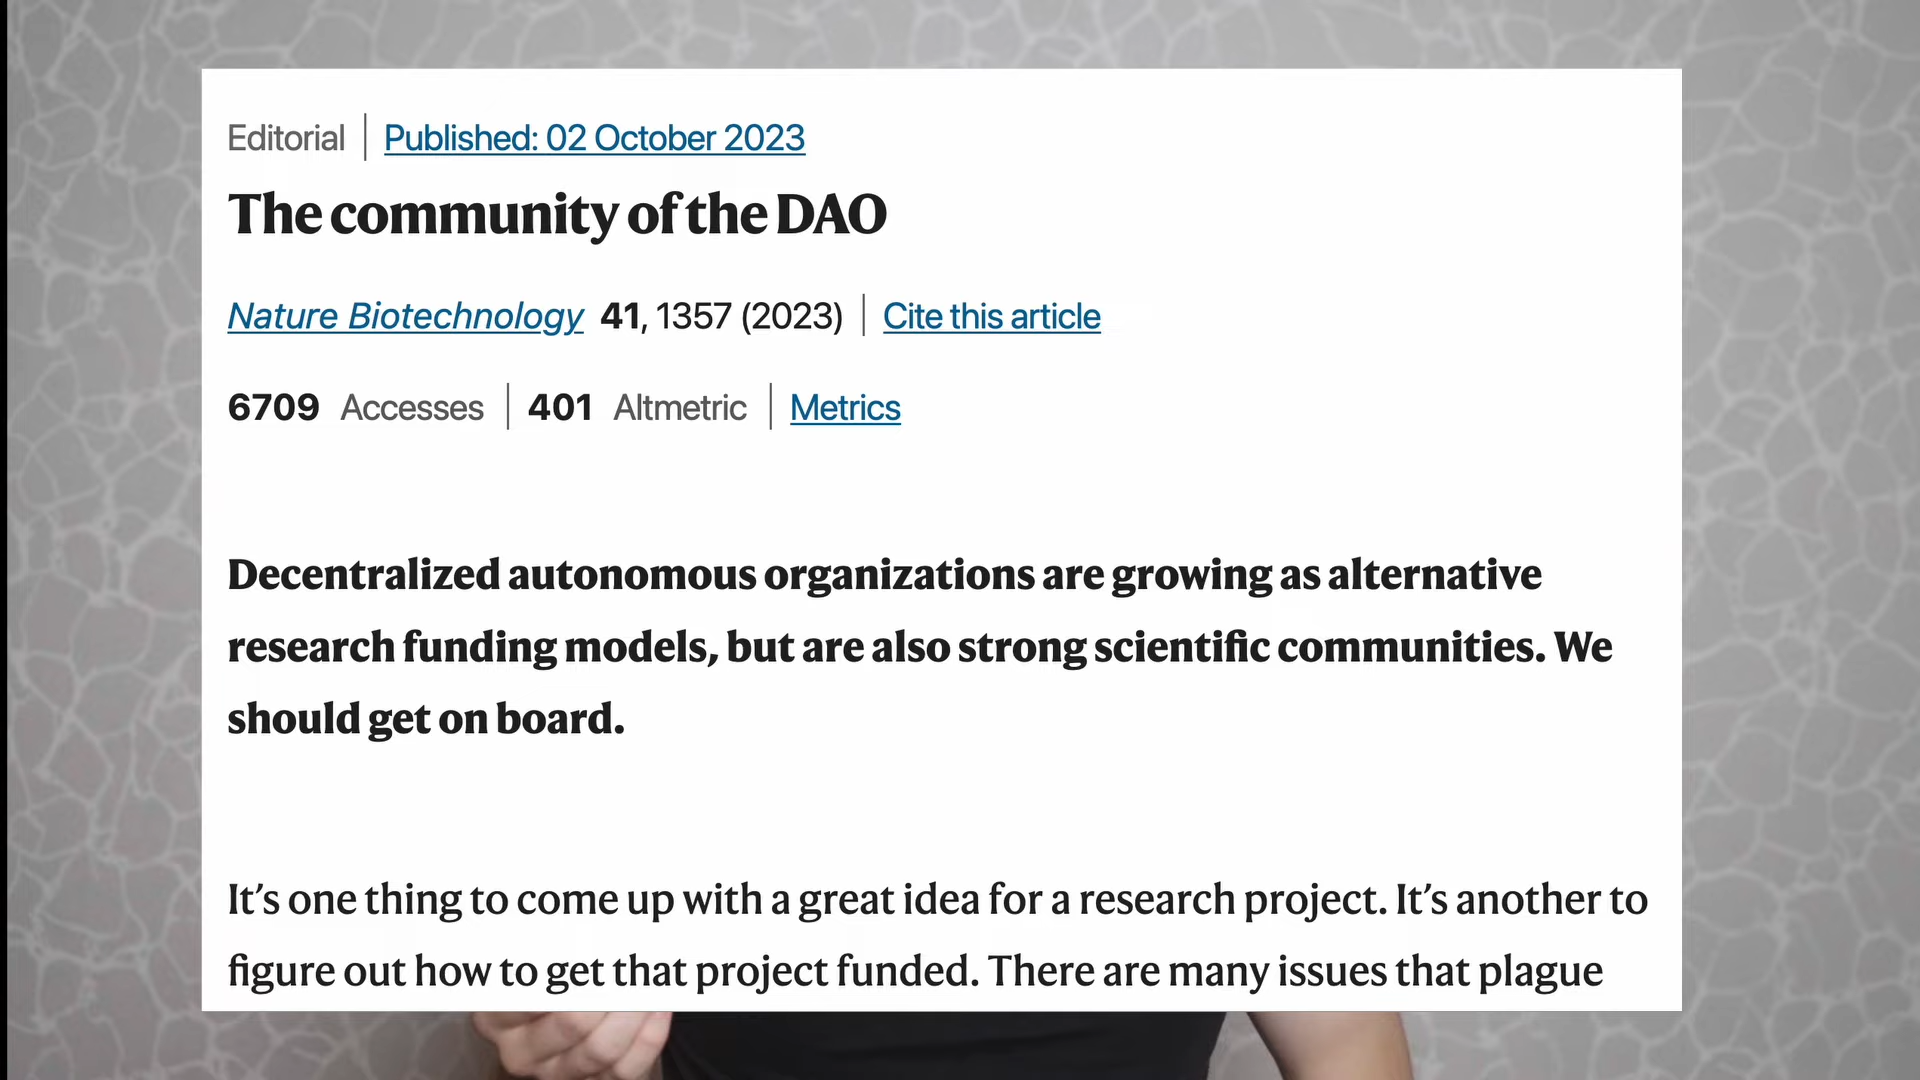 Editorial | Published: 02 October 2023
The community of the DAO
Nature Biotechnology 41, 1357 (2023) | Cite this article
6709 Accesses | 401 Altmetric | Metrics
Decentralized autonomous organizations are growing as alternative
research funding models, but are also strong scientific communities. We
should get on board.
It’s one thing to come up with a great idea for a research project. It’s another to
figure out how to get that project funded. There are many issues that plague